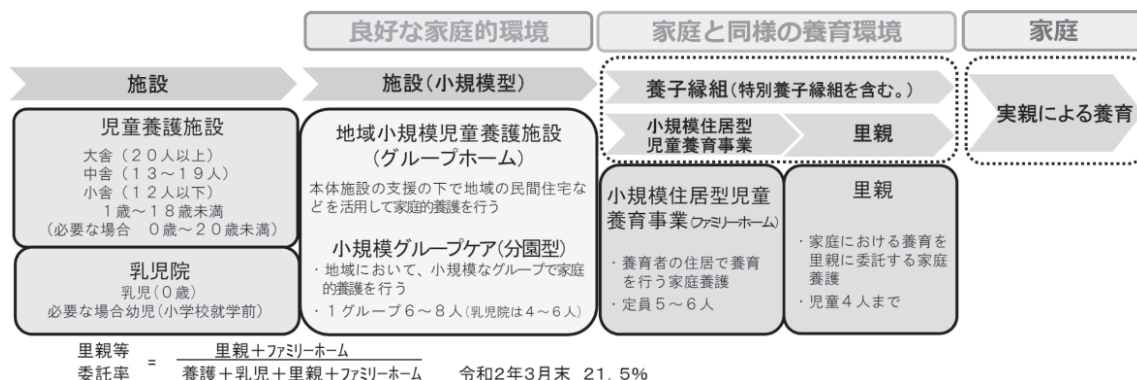 良好な家庭的環境
家庭と同様の養育環境
家庭
施設
施設(小規模型)
養子縁組(特別養子縁組を含む。)
小規模住居型
児童養育事業
里親
実親による養育
児童養護施設
大舎(20人以上)
中舎(13〜19人)
小舎(12人以下)
1歳〜18歳未満
(必要な場合 0歳〜20歳未満)
乳児院
乳児(0歳)
必要な場合幼児(小学校就学前)
地域小規模児童養護施設
(グループホーム)
本体施設の支援の下で地域の民間住宅な
どを活用して家庭的養護を行う
小規模グループケア(分園型)
・地域において、小規模なグループで家庭
的養護を行う
・1グループ6〜8人(乳児院は4〜6人)
小規模住居型児童
養育事業(ファミリーホーム)
・養育者の住居で養育
を行う家庭養護
・定員5〜6人
里親
・家庭における養育を
里親に委託する家庭
養護
・児童4人まで
里親等
委託率
=
里親+ファミリーホーム
養護+乳児+里親+ファミリーホーム
令和2年3月末 21.5%